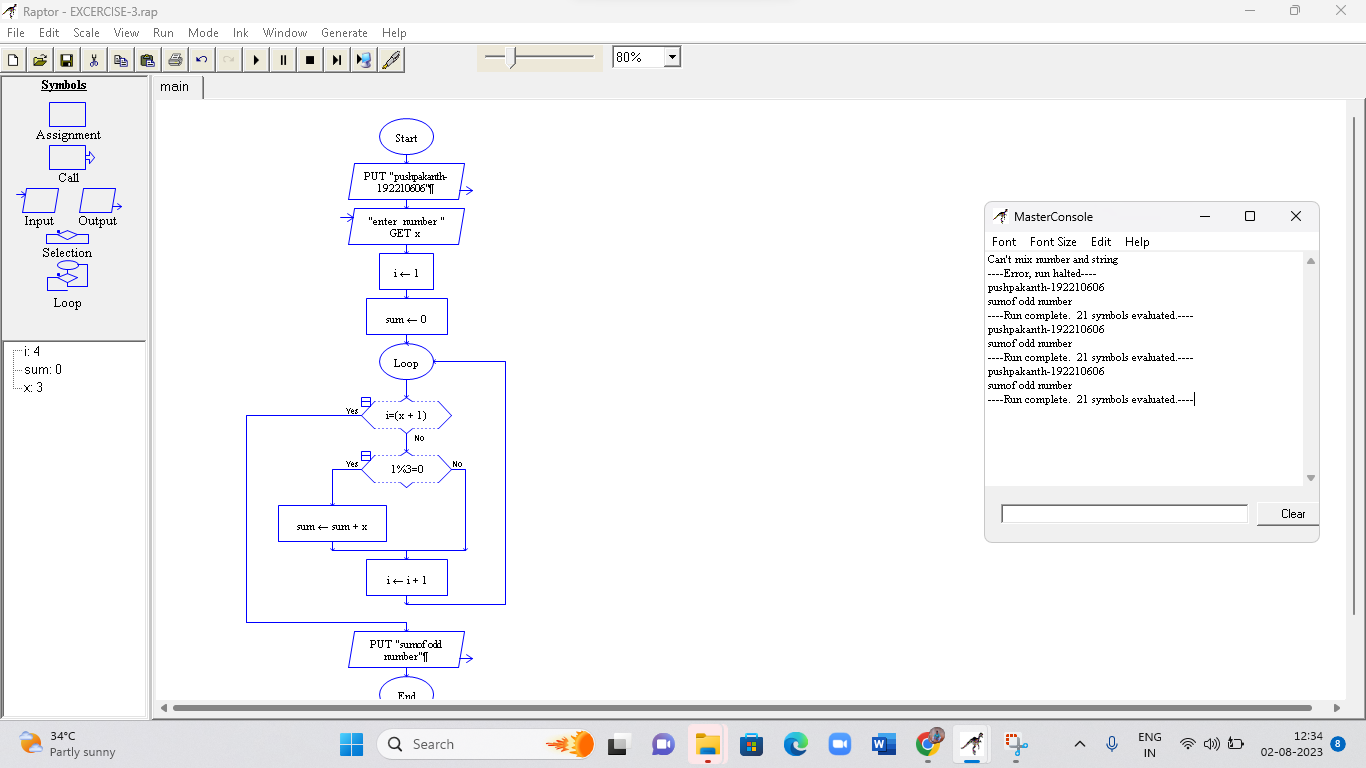 Raptor - EXCERCISE-3.rap
File Edit Scale View Run Mode Ink Window Generate Help
80%
Symbols
Assignment
Call
Input Output
Selection
Loop
i: 4
sum: 0
x: 3
main
Start
PUT "pushpakanth-
192210606"¶
"enter number "
GET x
i ← 1
sum ← 0
Loop
Yes
i=(x + 1)
No
Yes
1%3=0
No
sum ← sum + x
i ← i + 1
PUT "sumof odd
number"¶
End
MasterConsole
Font Font Size Edit Help
Can't mix number and string
----Error, run halted----
pushpakanth-192210606
sumof odd number
----Run complete. 21 symbols evaluated.----
pushpakanth-192210606
sumof odd number
----Run complete. 21 symbols evaluated.----
pushpakanth-192210606
sumof odd number
----Run complete. 21 symbols evaluated.----
Clear
34°C
Partly sunny
Search
ENG
IN
12:34
02-08-2023
8